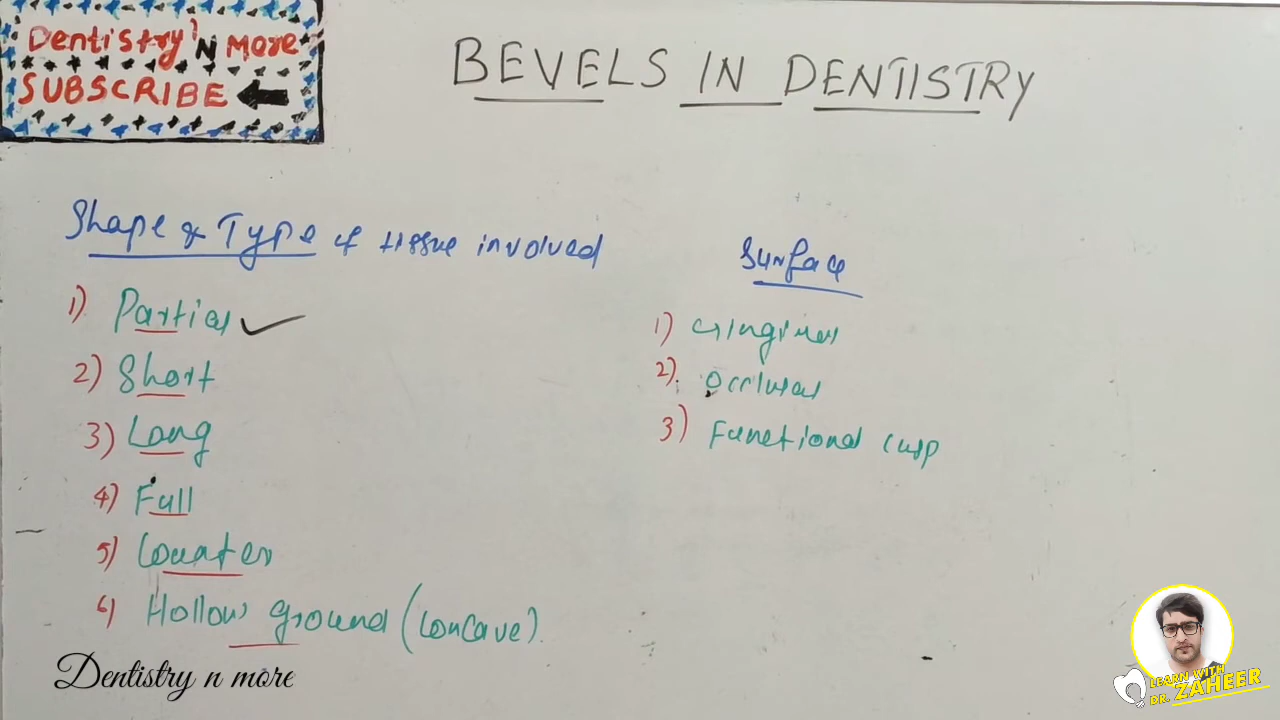 Dentistry'N More
SUBSCRIBE
BEVELS IN DENTISTRY
Shape & Type of tissue involved
1) Partial
2) Short
3) Long
4) Full
5) Counter
6) Hollow ground (concave).
Surface
1) Gingival
2). Occlusal
3) Functional cusp
Dentistry n more
LEARN WITH
DR. ZAHEER